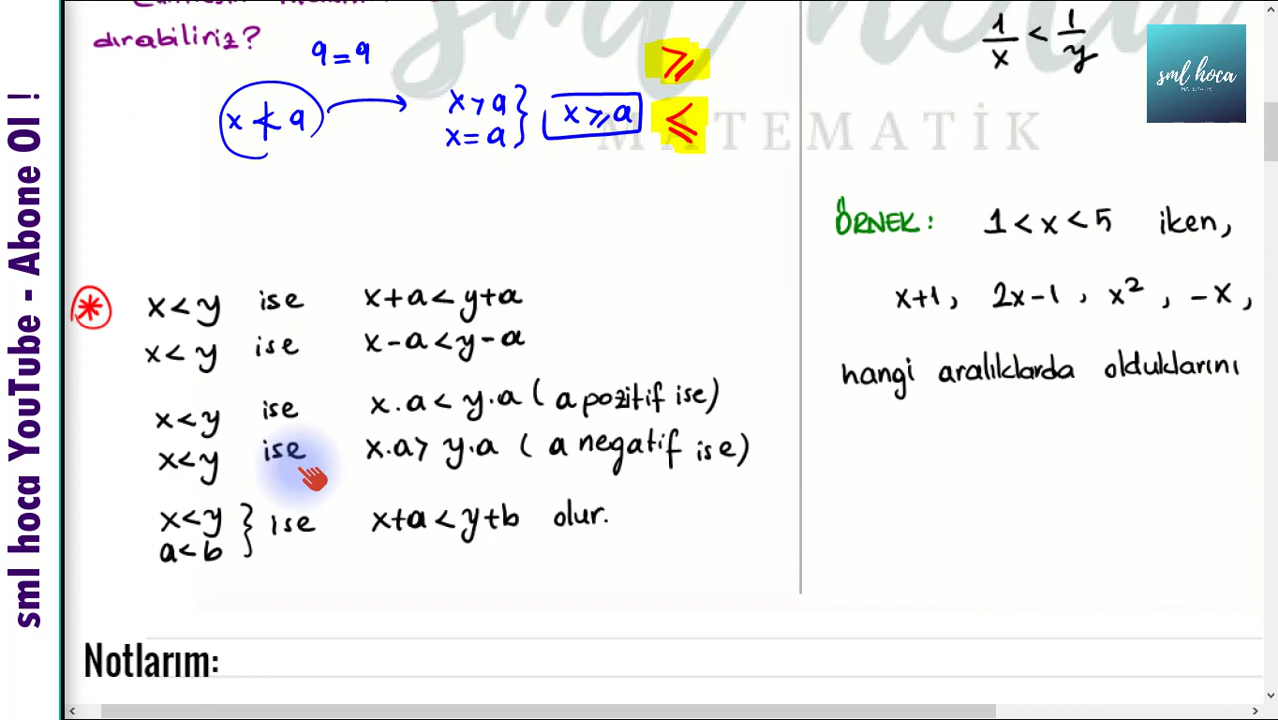 dırabiliriz?
9 = 9
x ≮ a
x > a
x = a
x ⩾ a
⩾
⩽
x < y ise x + a < y + a
x < y ise x - a < y - a
x < y ise x . a < y . a ( a pozitif ise )
x < y ise x . a > y . a ( a negatif ise )
x < y
a < b } ise x + a < y + b olur.
Notlarım:
1/x < 1/y
ÖRNEK: 1 < x < 5 iken,
x+1, 2x-1, x², -x,
hangi aralıklarda olduklarını
MATEMATİK
sml hoca
MATEMATİK
sml hoca YouTube - Abone Ol !